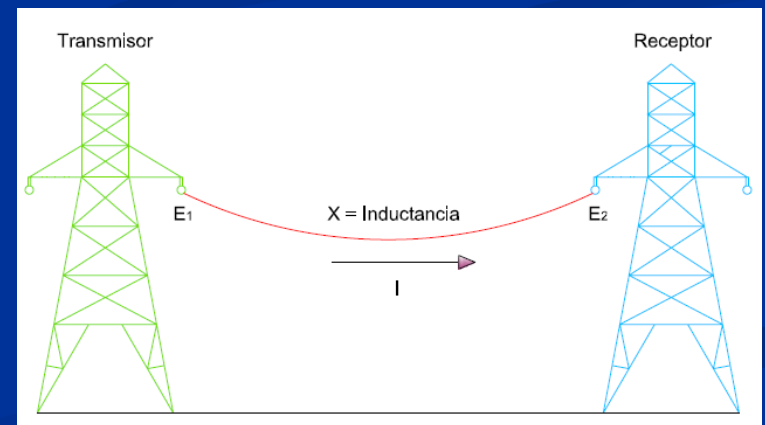 Transmisor
Receptor
E1
X = Inductancia
E2
I